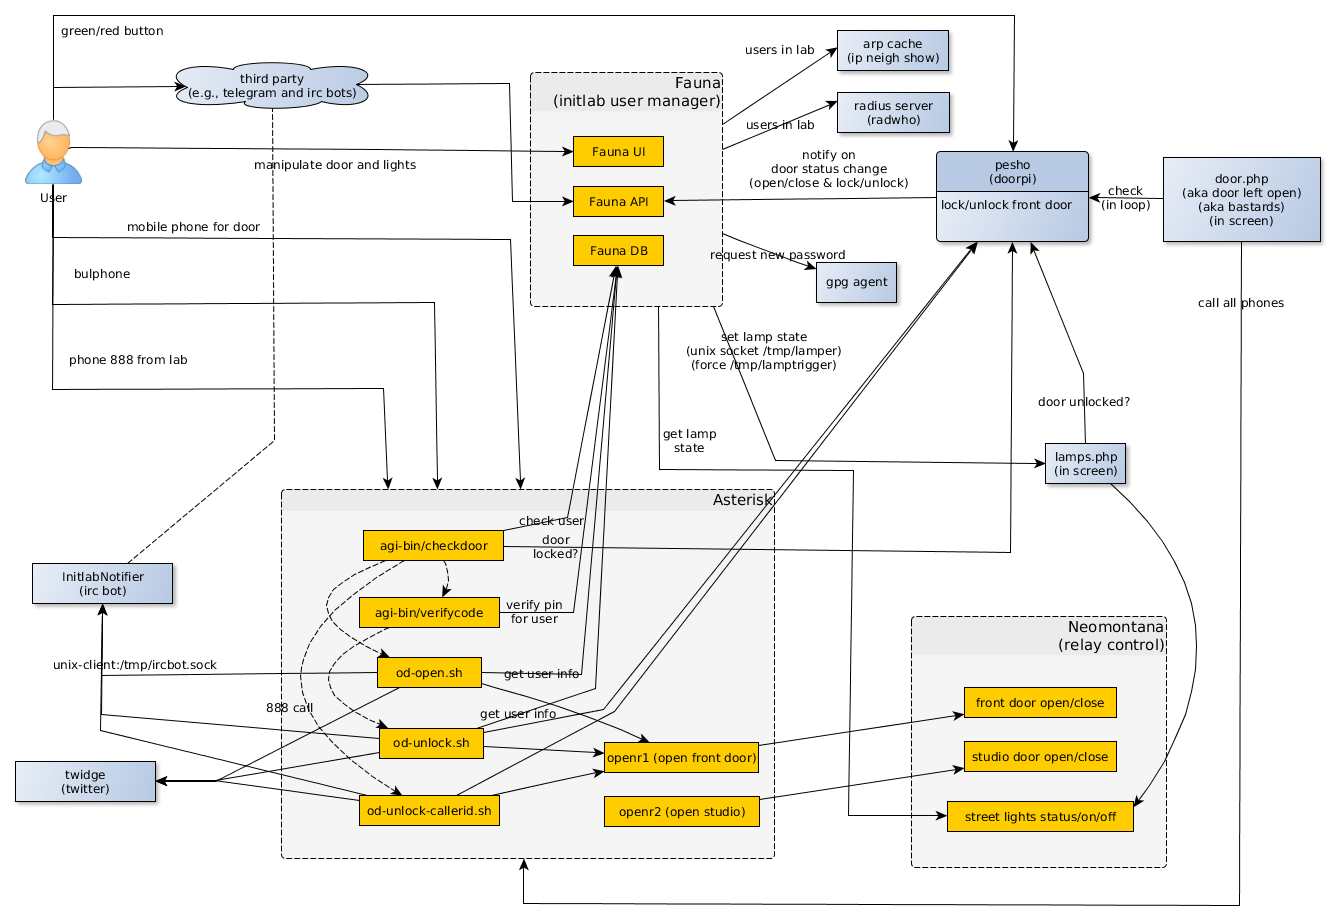 green/red button
third party
(e.g., telegram and irc bots)
User
manipulate door and lights
mobile phone for door
bulphone
phone 888 from lab
Fauna
(initlab user manager)
Fauna UI
Fauna API
Fauna DB
users in lab
arp cache
(ip neigh show)
users in lab
radius server
(radwho)
notify on
door status change
(open/close & lock/unlock)
pesho
(doorpi)
lock/unlock front door
check
(in loop)
door.php
(aka door left open)
(aka bastards)
(in screen)
request new password
gpg agent
call all phones
set lamp state
(unix socket /tmp/lamper)
(force /tmp/lamptrigger)
door unlocked?
get lamp
state
lamps.php
(in screen)
Asterisk
check user
agi-bin/checkdoor
door
locked?
agi-bin/verifycode
verify pin
for user
od-open.sh
get user info
888 call
get user info
od-unlock.sh
openr1 (open front door)
od-unlock-callerid.sh
openr2 (open studio)
InitlabNotifier
(irc bot)
unix-client:/tmp/ircbot.sock
twidge
(twitter)
Neomontana
(relay control)
front door open/close
studio door open/close
street lights status/on/off